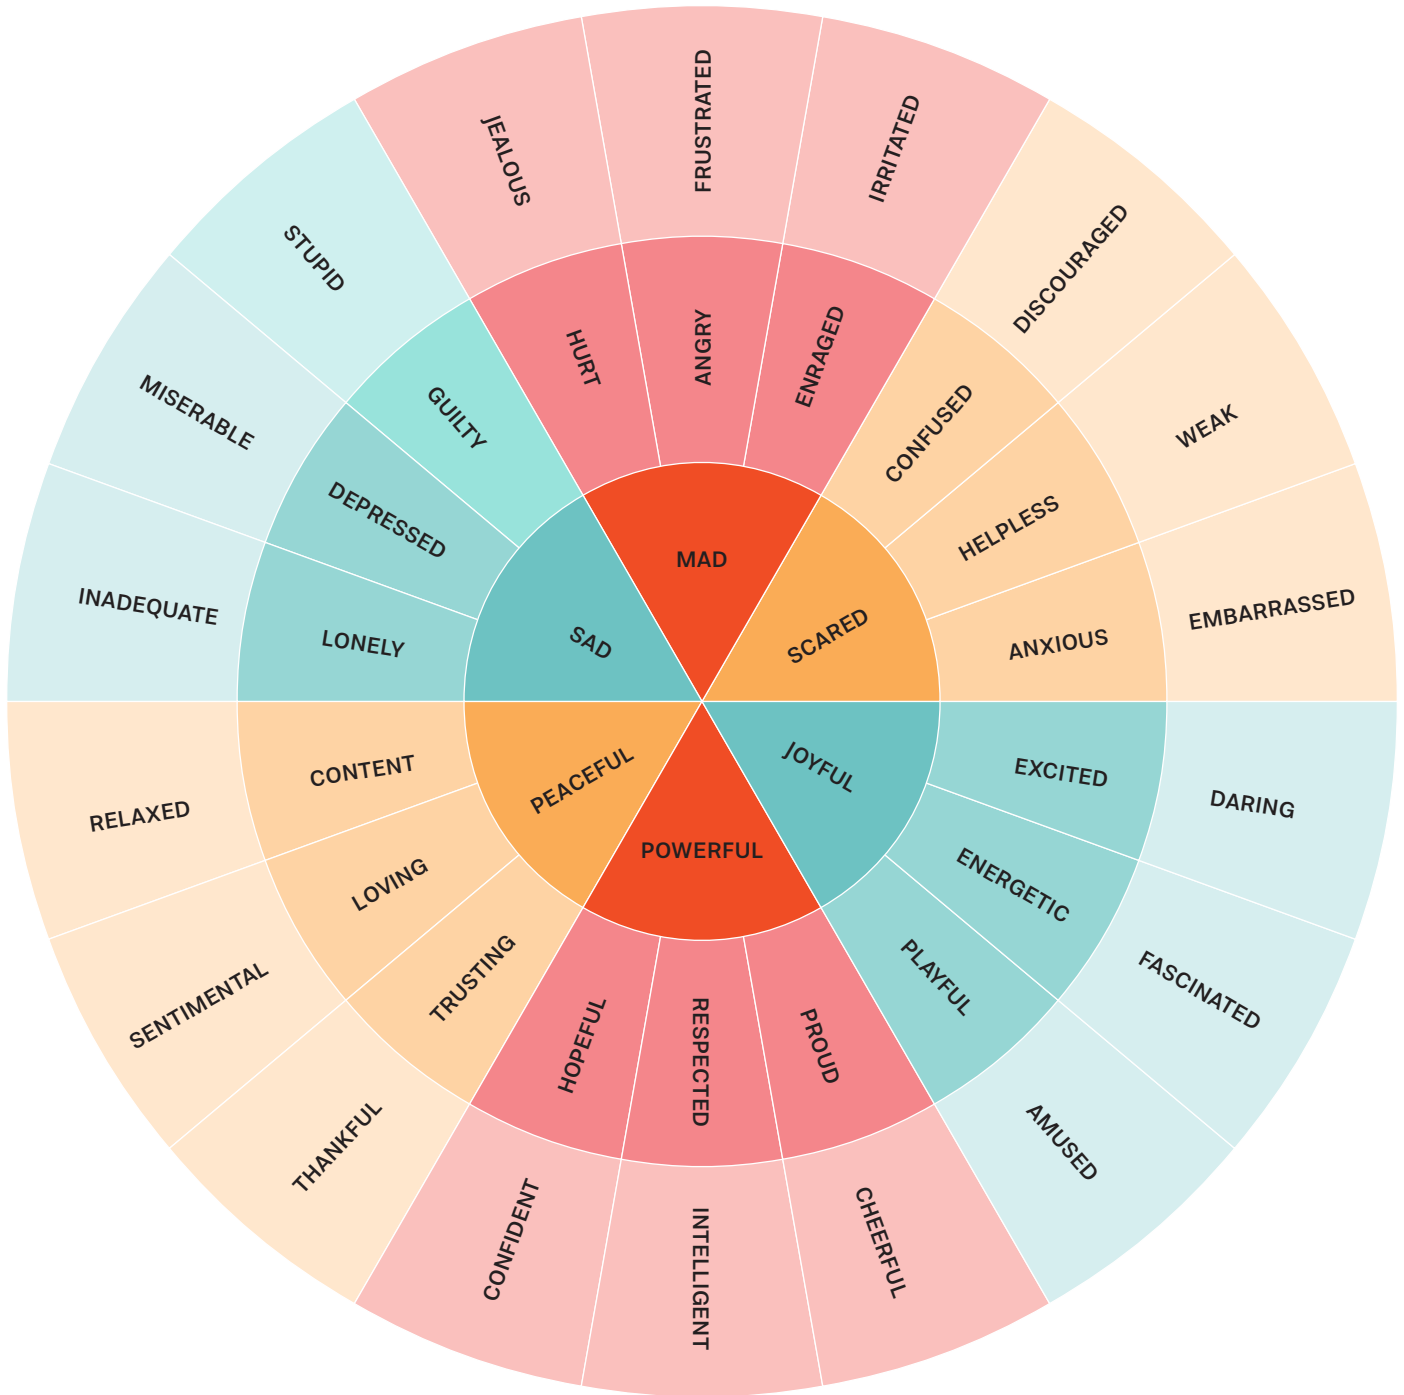 JEALOUS
FRUSTRATED
IRRITATED
DISCOURAGED
WEAK
EMBARRASSED
DARING
FASCINATED
AMUSED
CHEERFUL
INTELLIGENT
CONFIDENT
THANKFUL
SENTIMENTAL
RELAXED
INADEQUATE
MISERABLE
STUPID
HURT
ANGRY
ENRAGED
CONFUSED
HELPLESS
ANXIOUS
EXCITED
ENERGETIC
PLAYFUL
PROUD
RESPECTED
HOPEFUL
TRUSTING
LOVING
CONTENT
LONELY
DEPRESSED
GUILTY
MAD
SCARED
JOYFUL
POWERFUL
PEACEFUL
SAD